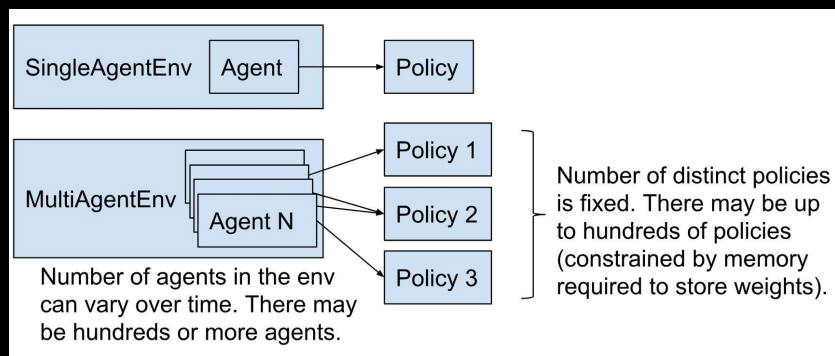 SingleAgentEnv
Agent
Policy
MultiAgentEnv
Agent N
Policy 1
Policy 2
Policy 3
Number of agents in the env
can vary over time. There may
be hundreds or more agents.
Number of distinct policies
is fixed. There may be up
to hundreds of policies
(constrained by memory
required to store weights).